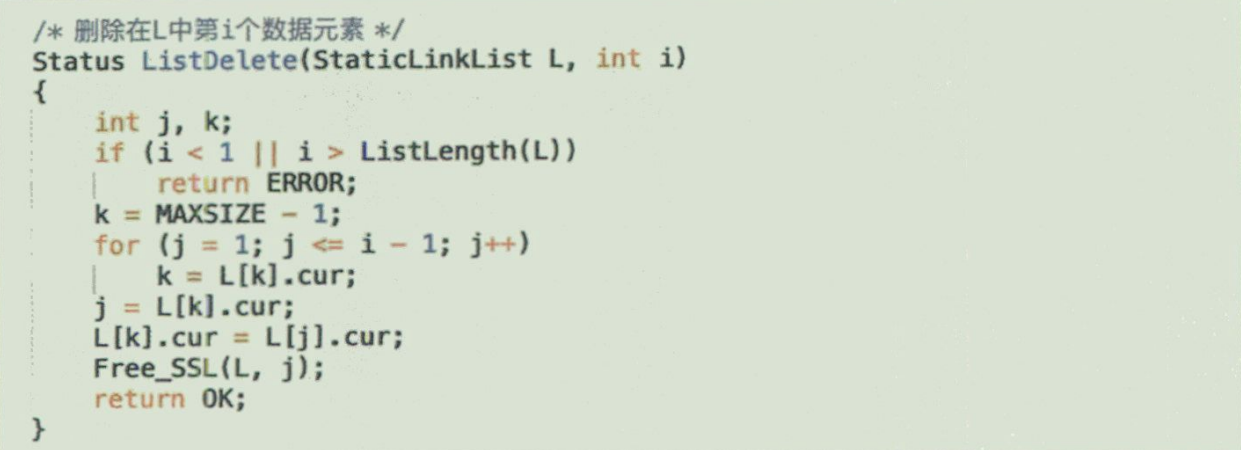 /* 删除在L中第i个数据元素 */
Status ListDelete(StaticLinkList L, int i)
{
    int j, k;
    if (i < 1 || i > ListLength(L))
        return ERROR;
    k = MAXSIZE - 1;
    for (j = 1; j <= i - 1; j++)
        k = L[k].cur;
    j = L[k].cur;
    L[k].cur = L[j].cur;
    Free_SSL(L, j);
    return OK;
}